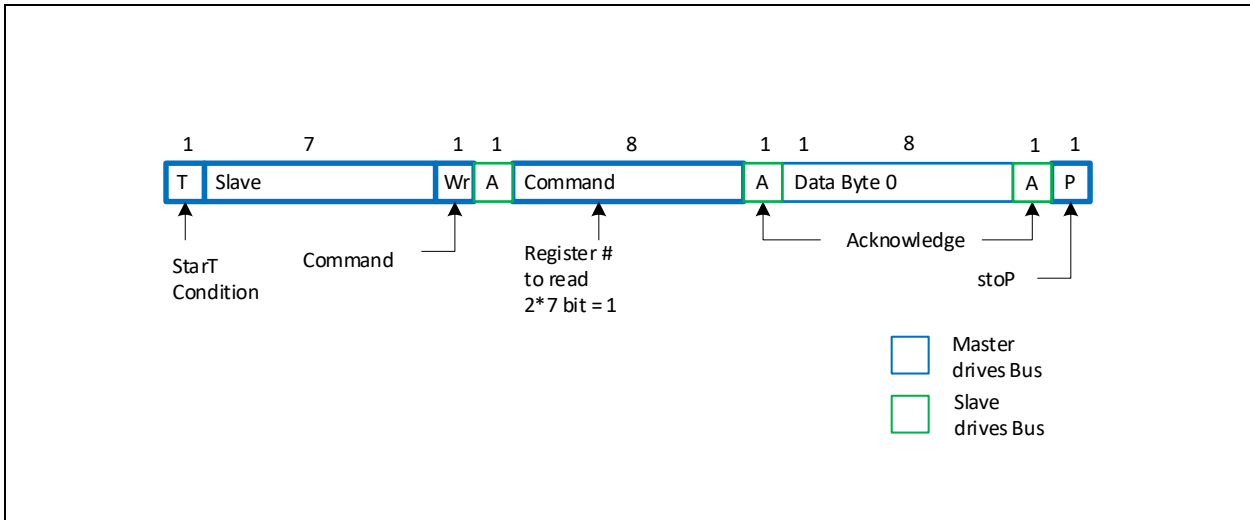 1 7 1 1 8 1 1 8 1 1
T Slave Wr A Command A Data Byte 0 A P
StarT
Condition
Command
Register #
to read
2*7 bit = 1
Acknowledge
stoP
Master
drives Bus
Slave
drives Bus